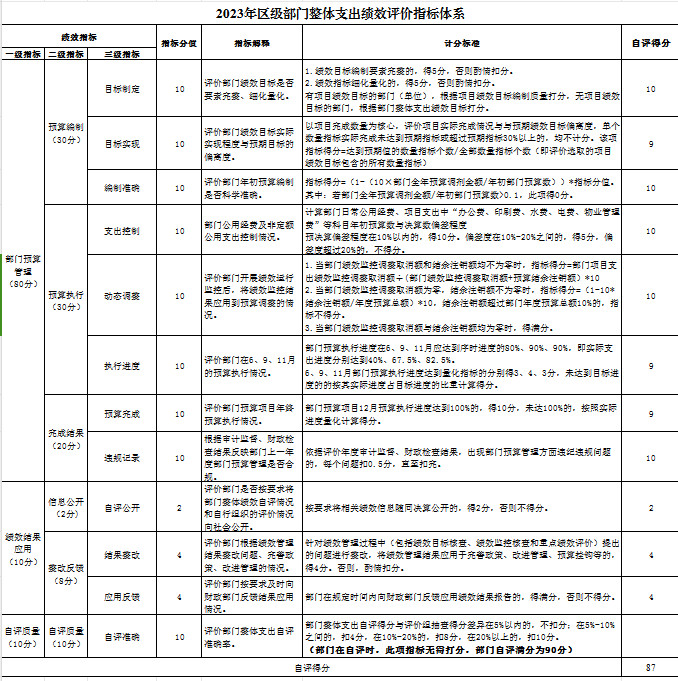 2023年区级部门整体支出绩效评价指标体系
绩效指标
指标分值
指标解释
计分标准
自评得分
一级指标
二级指标
三级指标
部门预算
管理
（80分）
预算编制
（30分）
目标制定
10
评价部门绩效目标是否
要素完整、细化量化。
1.绩效目标编制要素完整的，得5分，否则酌情扣分。
2.绩效指标细化量化的，得5分，否则酌情扣分。
有项目绩效目标的部门（单位），根据项目绩效目标编制质量打分，无项目绩效
目标的部门，根据部门整体支出绩效目标打分。
10
目标实现
10
评价部门绩效目标实际
实现程度与预期目标的
偏离度。
以项目完成数量为核心，评价项目实际完成情况与与预期绩效目标偏离度，单个
数量指标实际完成未达到预期指标或超过预期指标30%以上的，均不计分。该项
指标得分=达到预期值的数量指标个数/全部数量指标个数（即评价选取的项目
绩效目标包含的所有数量指标）
9
编制准确
10
评价部门年初预算编制
是否科学准确。
指标得分=（1-（10×部门全年预算调剂金额/年初部门预算数））*指标分值。
其中：若部门全年预算调剂金额/年初部门预算数>0.1，此项得0分。
10
预算执行
（30分）
支出控制
10
部门公用经费及非定额
公用支出控制情况。
计算部门日常公用经费、项目支出中“办公费、印刷费、水费、电费、物业管理
费”等科目年初预算数与决算数偏差程度
预决算偏差程度在10%以内的，得10分。偏差度在10%-20%之间的，得5分，偏
差度超过20%的，不得分。
10
动态调整
10
评价部门开展绩效运行
监控后，将绩效监控结
果应用到预算调整的情
况。
1.当部门绩效监控调整取消额和结余注销额均不为零时，指标得分=部门项目支
出绩效监控调整取消额÷（部门绩效监控调整取消额+预算结余注销额）*10
2.当部门绩效监控调整取消额为零，结余注销额不为零时，指标得分=（1-10*
结余注销额/年度预算总额）*10，结余注销额超过部门年度预算总额10%的，指
标不得分。
3.当部门绩效监控调整取消额与结余注销额均为零时，得满分。
10
执行进度
10
评价部门在6、9、11月
的预算执行情况。
部门预算执行进度在6、9、11月应达到序时进度的80%、90%、90%，即实际支
出进度分别达到40%、67.5%、82.5%。
6、9、11月部门预算执行进度达到量化指标的分别得3、4、3分，未达到目标进
度的的按其实际进度占目标进度的比重计算得分。
9
完成结果
（20分）
预算完成
10
评价部门预算项目年终
预算执行情况。
部门预算项目12月预算执行进度达到100%的，得10分，未达100%的，按照实际
进度量化计算得分。
9
违规记录
10
根据审计监督、财政检
查结果反映部门上一年
度部门预算管理是否合
规。
依据评价年度审计监督、财政检查结果，出现部门预算管理方面违纪违规问题
的，每个问题扣0.5分，直至扣完。
10
绩效结果
应用
（10分）
信息公开
（2分）
自评公开
2
评价部门是否按要求将
部门整体绩效自评情况
和自行组织的评价情况
向社会公开。
按要求将相关绩效信息随同决算公开的，得2分，否则不得分。
2
整改反馈
（8分）
结果整改
4
评价部门根据绩效管理
结果整改问题、完善政
策、改进管理的情况。
针对绩效管理过程中（包括绩效目标核查、绩效监控核查和重点绩效评价）提出
的问题进行整改，将绩效管理结果应用于完善政策、改进管理、预算挂钩等的，
得4分。否则，酌情扣分。
4
应用反馈
4
评价部门按要求及时向
财政部门反馈结果应用
情况。
部门在规定时间内向财政部门反馈应用绩效结果报告的，得满分，否则不得分。
4
自评质量
（10分）
自评质量
（10分）
自评准确
10
评价部门整体支出自评
准确率。
部门整体支出自评得分与评价组抽查得分差异在5%以内的，不扣分；在5%-10%
之间的，扣4分，在10%-20%的，扣8分，在20%以上的，扣10分。
（部门在自评时，此项指标无得打分，部门自评满分为90分）
自评得分
87